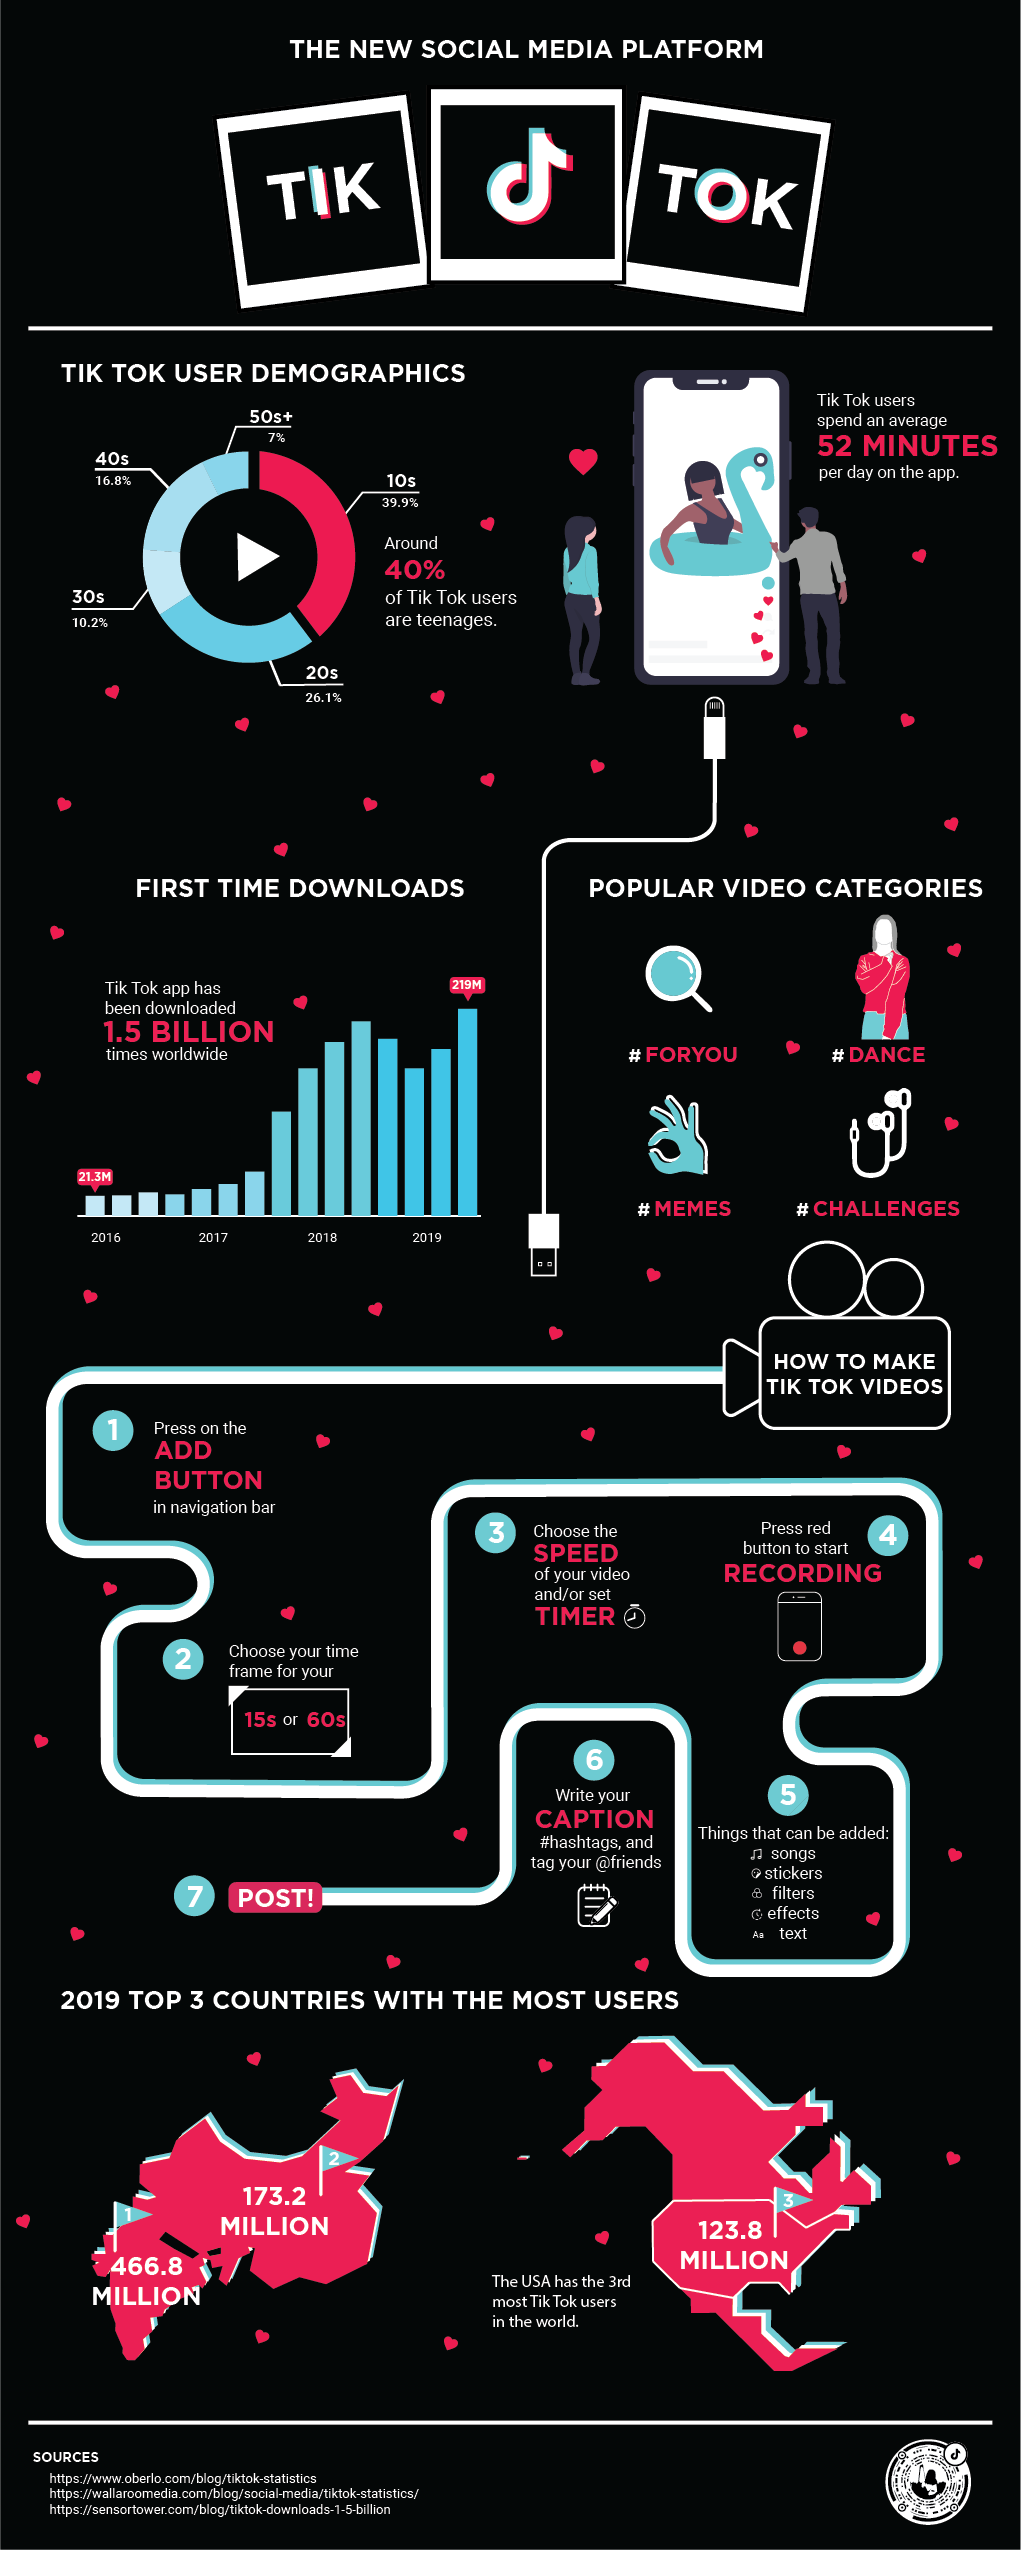 THE NEW SOCIAL MEDIA PLATFORM
TIK
TOK
TIK TOK USER DEMOGRAPHICS
50s+
7%
40s
16.8%
10s
39.9%
30s
10.2%
20s
26.1%
Around
40%
of Tik Tok users
are teenages.
Tik Tok users
spend an average
52 MINUTES
per day on the app.
FIRST TIME DOWNLOADS
Tik Tok app has
been downloaded
1.5 BILLION
times worldwide
21.3M
219M
2016 2017 2018 2019
POPULAR VIDEO CATEGORIES
# FORYOU
# DANCE
# MEMES
# CHALLENGES
HOW TO MAKE
TIK TOK VIDEOS
1
Press on the
ADD
BUTTON
in navigation bar
2
Choose your time
frame for your
15s or 60s
3
Choose the
SPEED
of your video
and/or set
TIMER
4
Press red
button to start
RECORDING
5
Things that can be added:
songs
stickers
filters
effects
Aa text
6
Write your
CAPTION
#hashtags, and
tag your @friends
7
POST!
2019 TOP 3 COUNTRIES WITH THE MOST USERS
1
466.8
MILLION
2
173.2
MILLION
3
123.8
MILLION
The USA has the 3rd
most Tik Tok users
in the world.
SOURCES
https://www.oberlo.com/blog/tiktok-statistics
https://wallaroomedia.com/blog/social-media/tiktok-statistics/
https://sensortower.com/blog/tiktok-downloads-1-5-billion